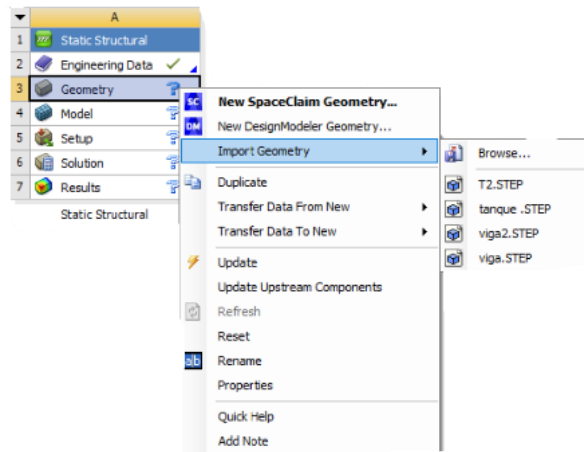 A
1 Static Structural
2 Engineering Data
3 Geometry
4 Model
5 Setup
6 Solution
7 Results
Static Structural
SC New SpaceClaim Geometry...
DM New DesignModeler Geometry...
Import Geometry
Duplicate
Transfer Data From New
Transfer Data To New
Update
Update Upstream Components
Refresh
Reset
ab Rename
Properties
Quick Help
Add Note
Browse...
T2.STEP
tanque .STEP
viga2.STEP
viga.STEP